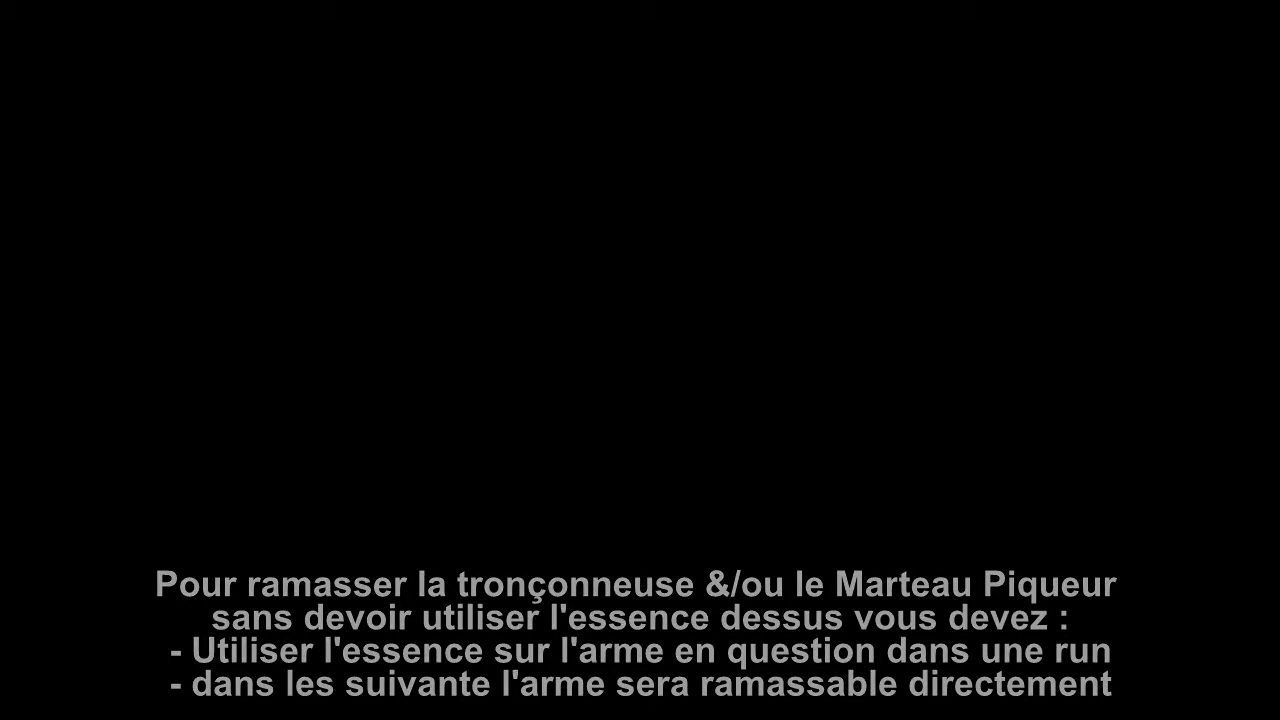 Pour ramasser la tronçonneuse &/ou le Marteau Piqueur
sans devoir utiliser l'essence dessus vous devez :
- Utiliser l'essence sur l'arme en question dans une run
- dans les suivante l'arme sera ramassable directement